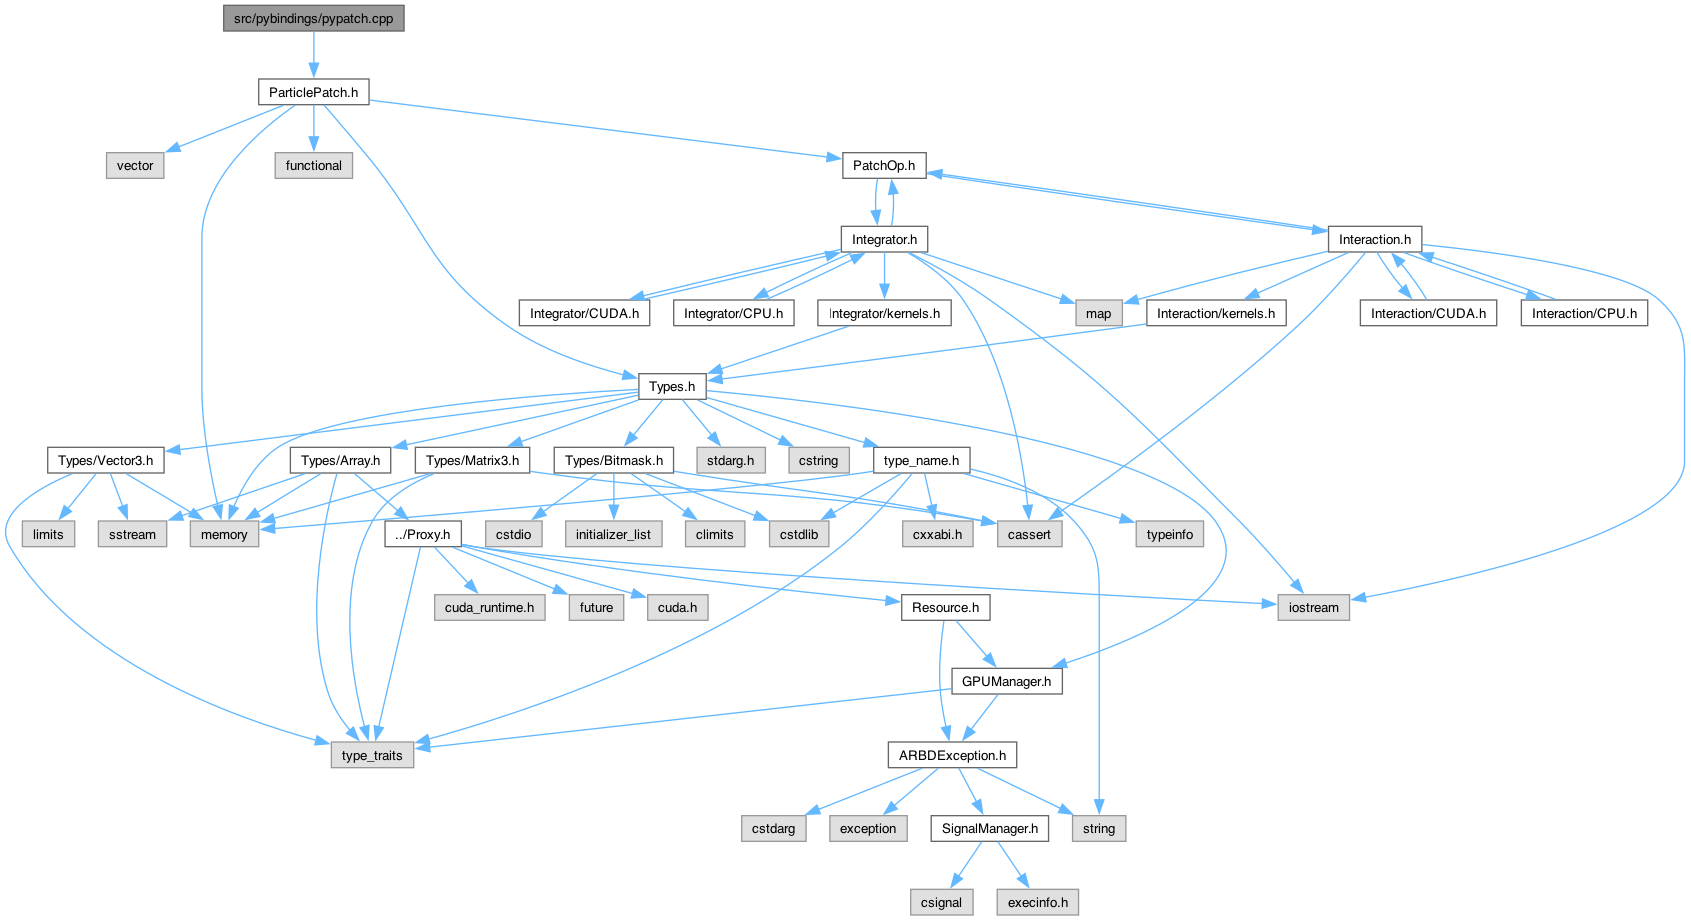 src/pybindings/pypatch.cpp
ParticlePatch.h
vector
functional
PatchOp.h
Integrator.h
Interaction.h
Integrator/CUDA.h
Integrator/CPU.h
Integrator/kernels.h
map
Interaction/kernels.h
Interaction/CUDA.h
Interaction/CPU.h
Types.h
Types/Vector3.h
Types/Array.h
Types/Matrix3.h
Types/Bitmask.h
stdarg.h
cstring
type_name.h
limits
sstream
memory
../Proxy.h
cstdio
initializer_list
climits
cstdlib
cxxabi.h
cassert
typeinfo
cuda_runtime.h
future
cuda.h
Resource.h
iostream
GPUManager.h
type_traits
ARBDException.h
cstdarg
exception
SignalManager.h
string
csignal
execinfo.h